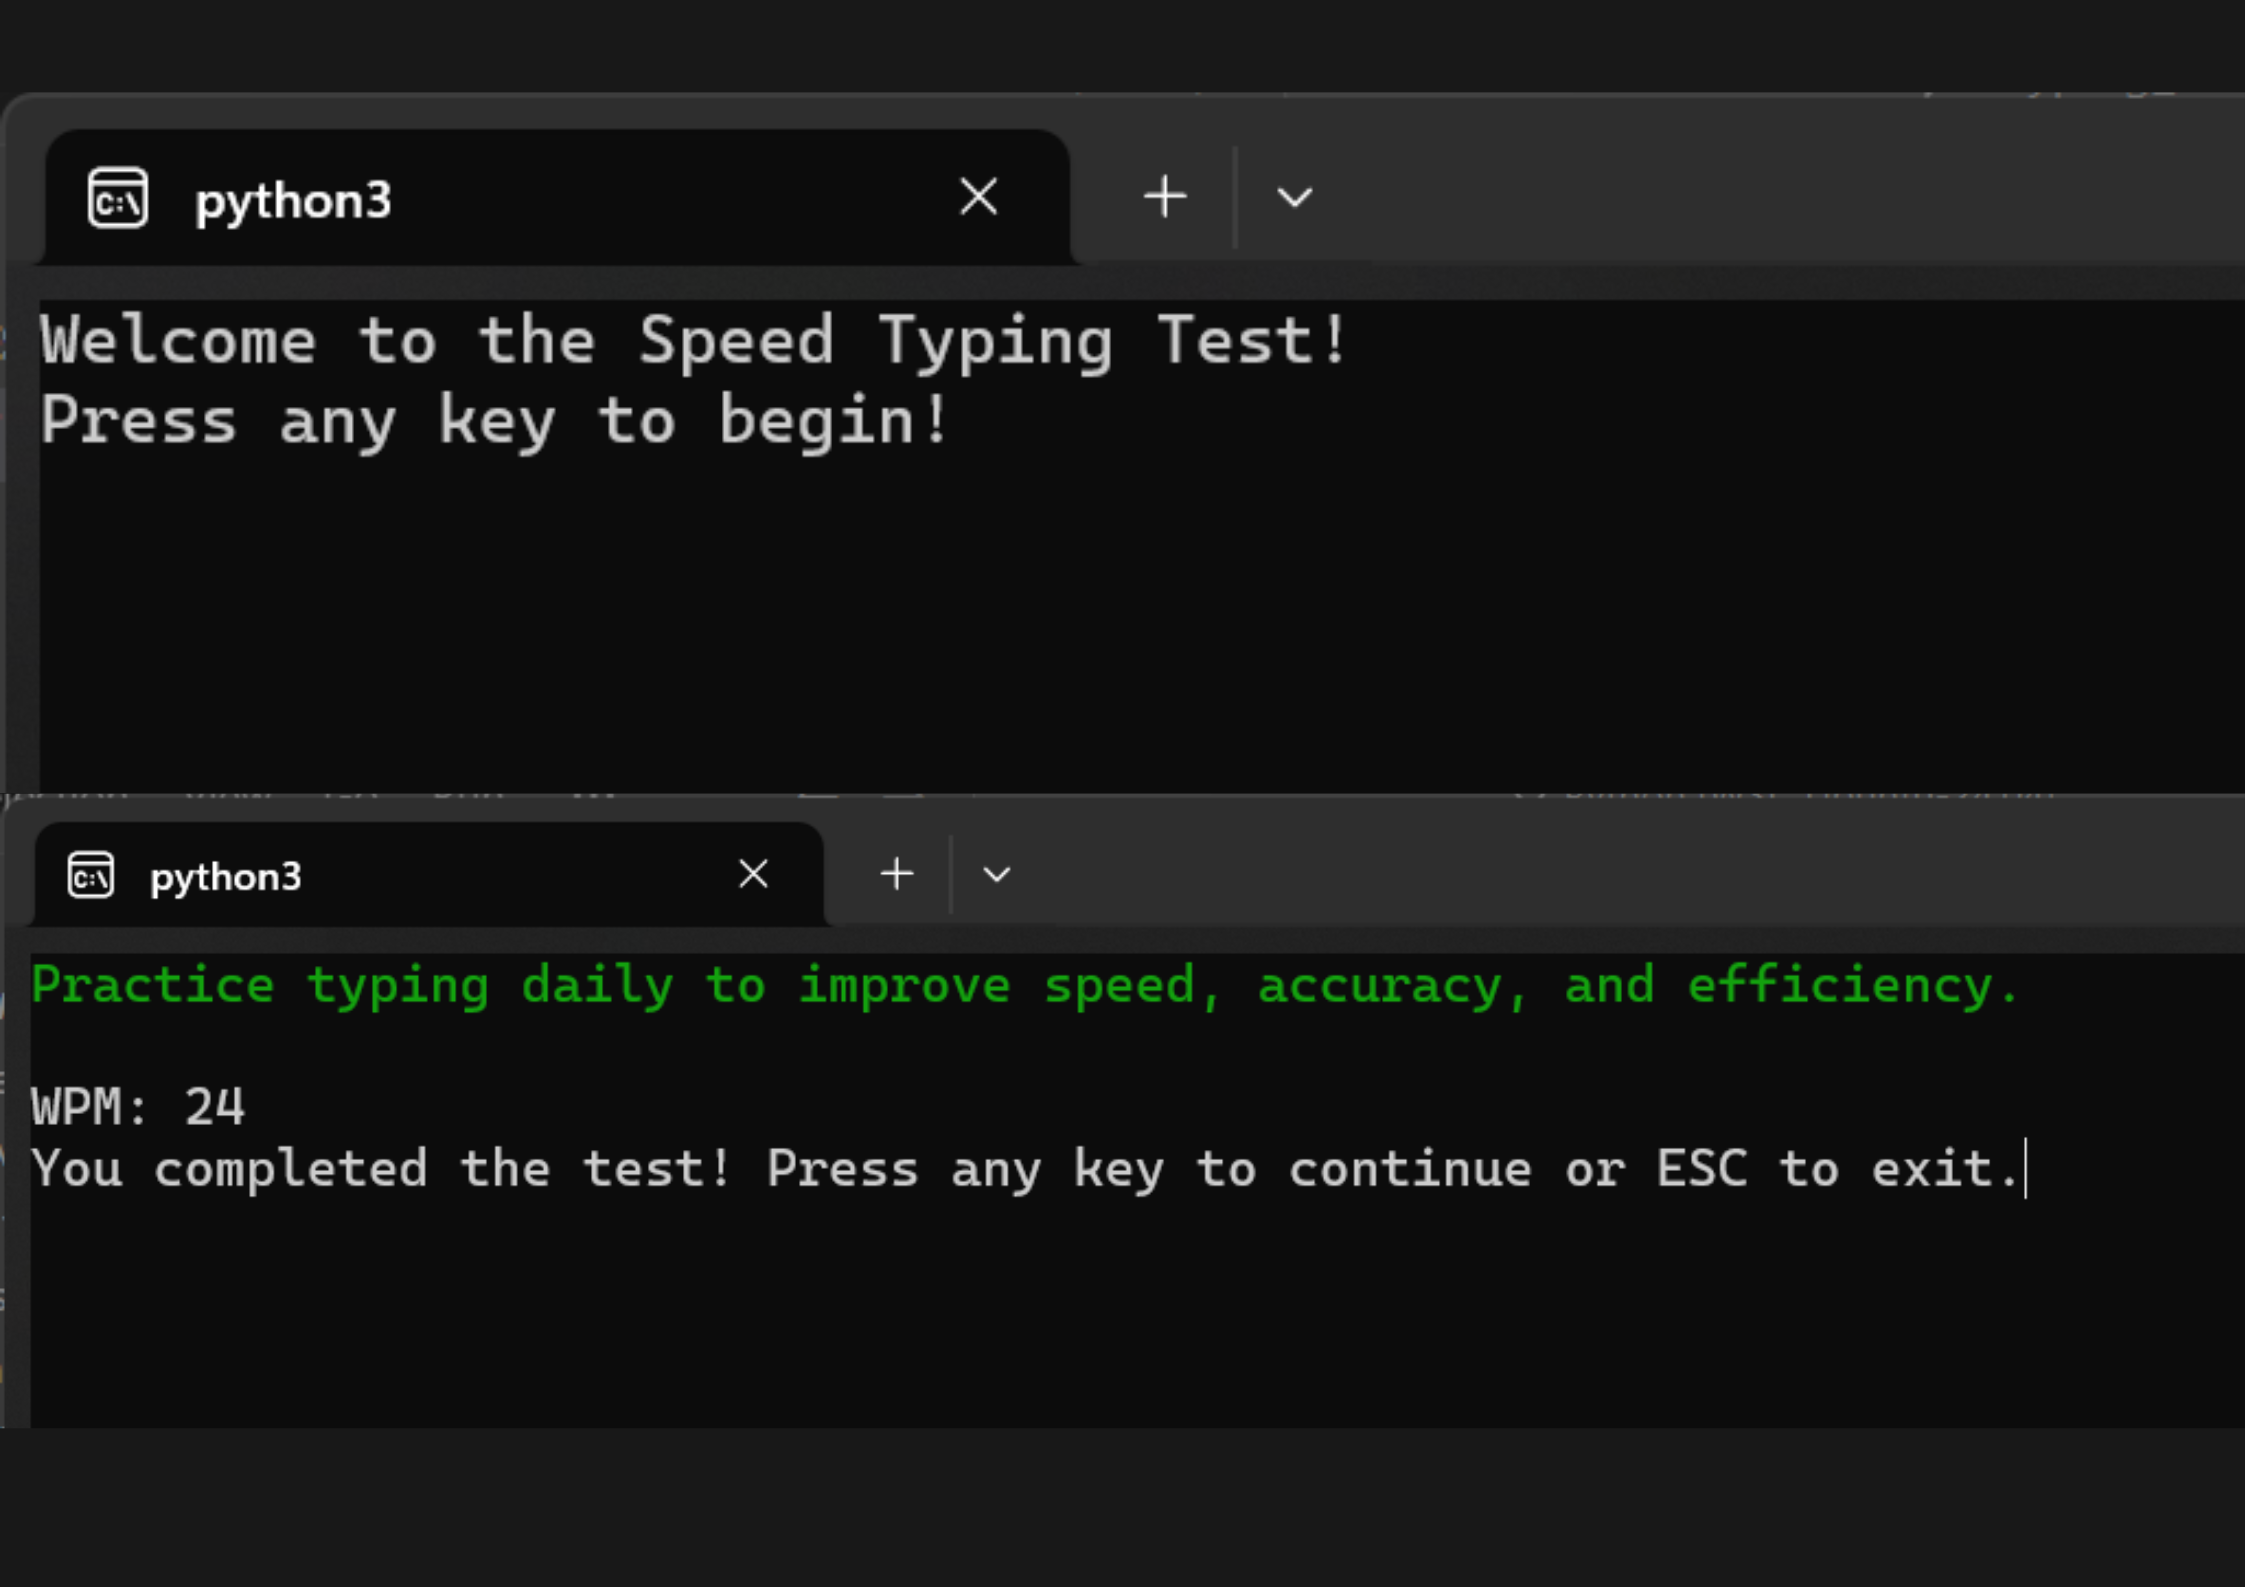 C:\ python3
Welcome to the Speed Typing Test!
Press any key to begin!
C:\ python3
Practice typing daily to improve speed, accuracy, and efficiency.
WPM: 24
You completed the test! Press any key to continue or ESC to exit.